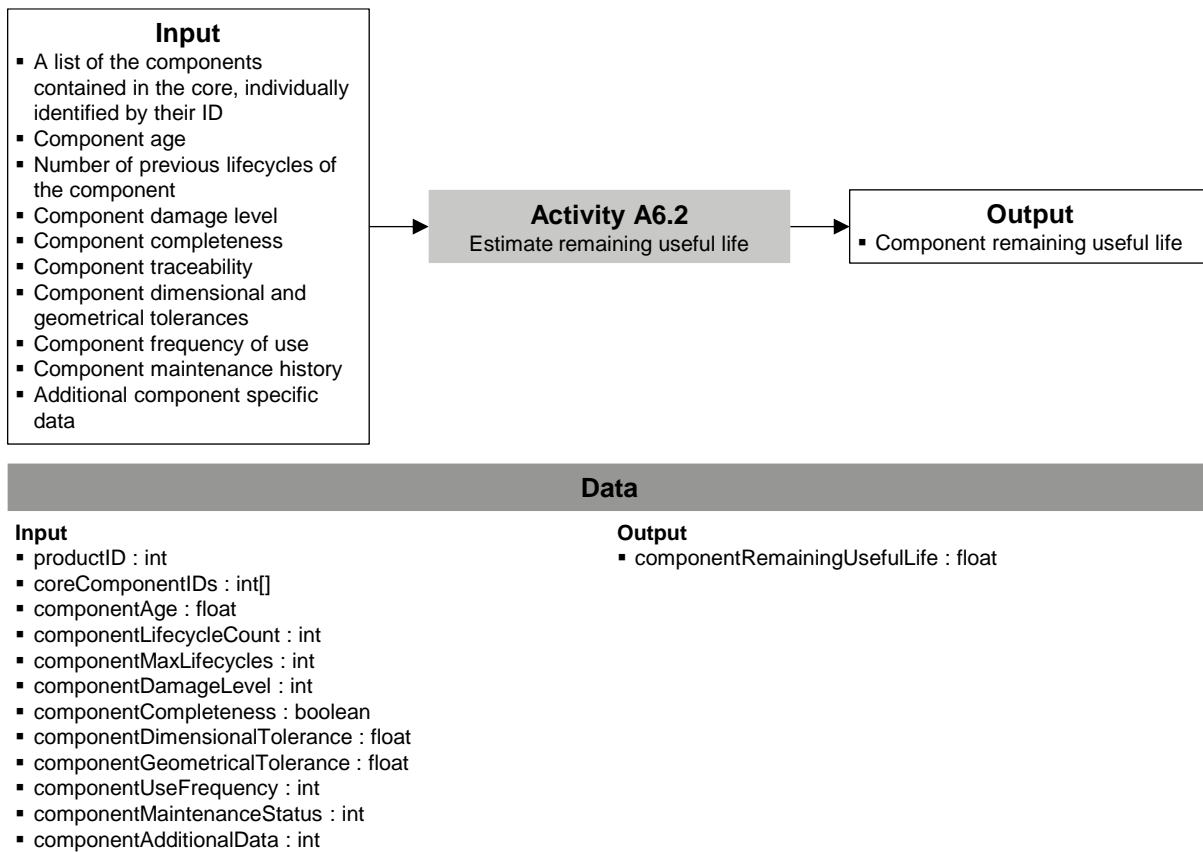 Input
▪ A list of the components
contained in the core, individually
identified by their ID
▪ Component age
▪ Number of previous lifecycles of
the component
▪ Component damage level
▪ Component completeness
▪ Component traceability
▪ Component dimensional and
geometrical tolerances
▪ Component frequency of use
▪ Component maintenance history
▪ Additional component specific
data
Activity A6.2
Estimate remaining useful life
Output
▪ Component remaining useful life
Data
Input
▪ productID : int
▪ coreComponentIDs : int[]
▪ componentAge : float
▪ componentLifecycleCount : int
▪ componentMaxLifecycles : int
▪ componentDamageLevel : int
▪ componentCompleteness : boolean
▪ componentDimensionalTolerance : float
▪ componentGeometricalTolerance : float
▪ componentUseFrequency : int
▪ componentMaintenanceStatus : int
▪ componentAdditionalData : int
Output
▪ componentRemainingUsefulLife : float